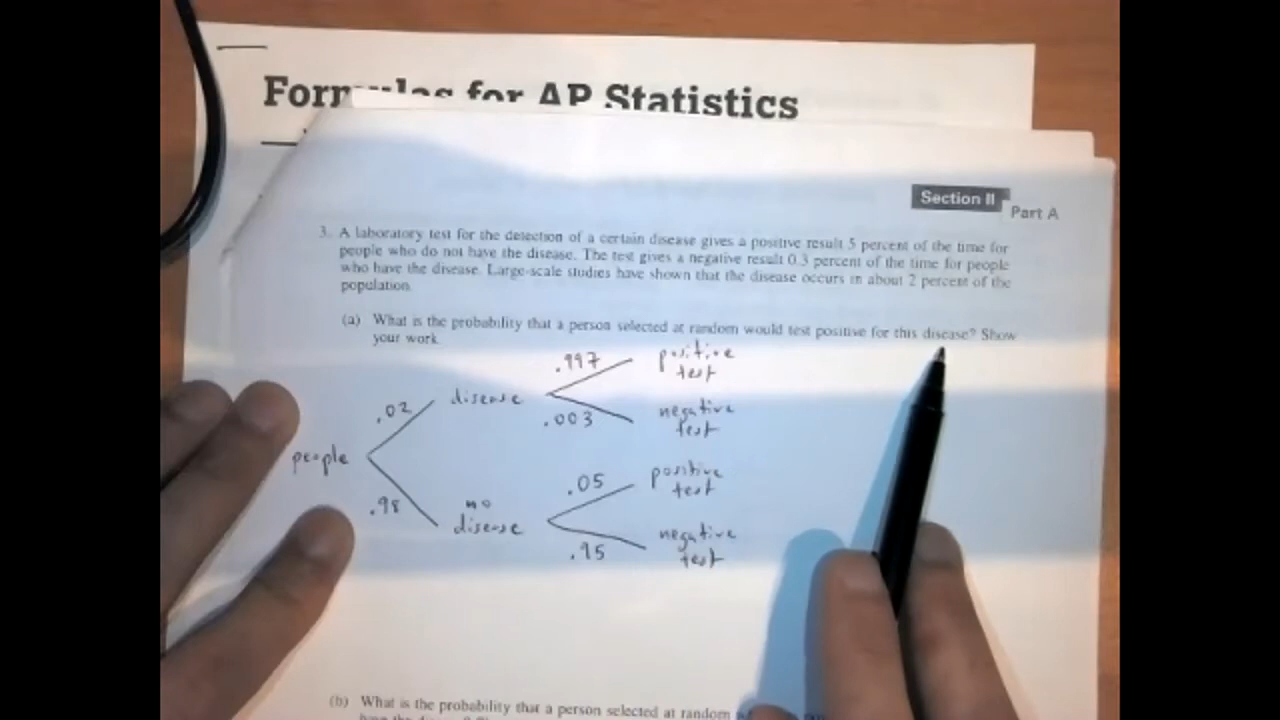 Formulas for AP Statistics
Section II
Part A
3. A laboratory test for the detection of a certain disease gives a positive result 5 percent of the time for
people who do not have the disease. The test gives a negative result 0.3 percent of the time for people
who have the disease. Large-scale studies have shown that the disease occurs in about 2 percent of the
population.
(a) What is the probability that a person selected at random would test positive for this disease? Show
your work
.997
positive
test
.02
disease
.003
negative
test
people
.05
positive
test
.98
no
disease
.95
negative
test
(b) What is the probability that a person selected at random
have the disease